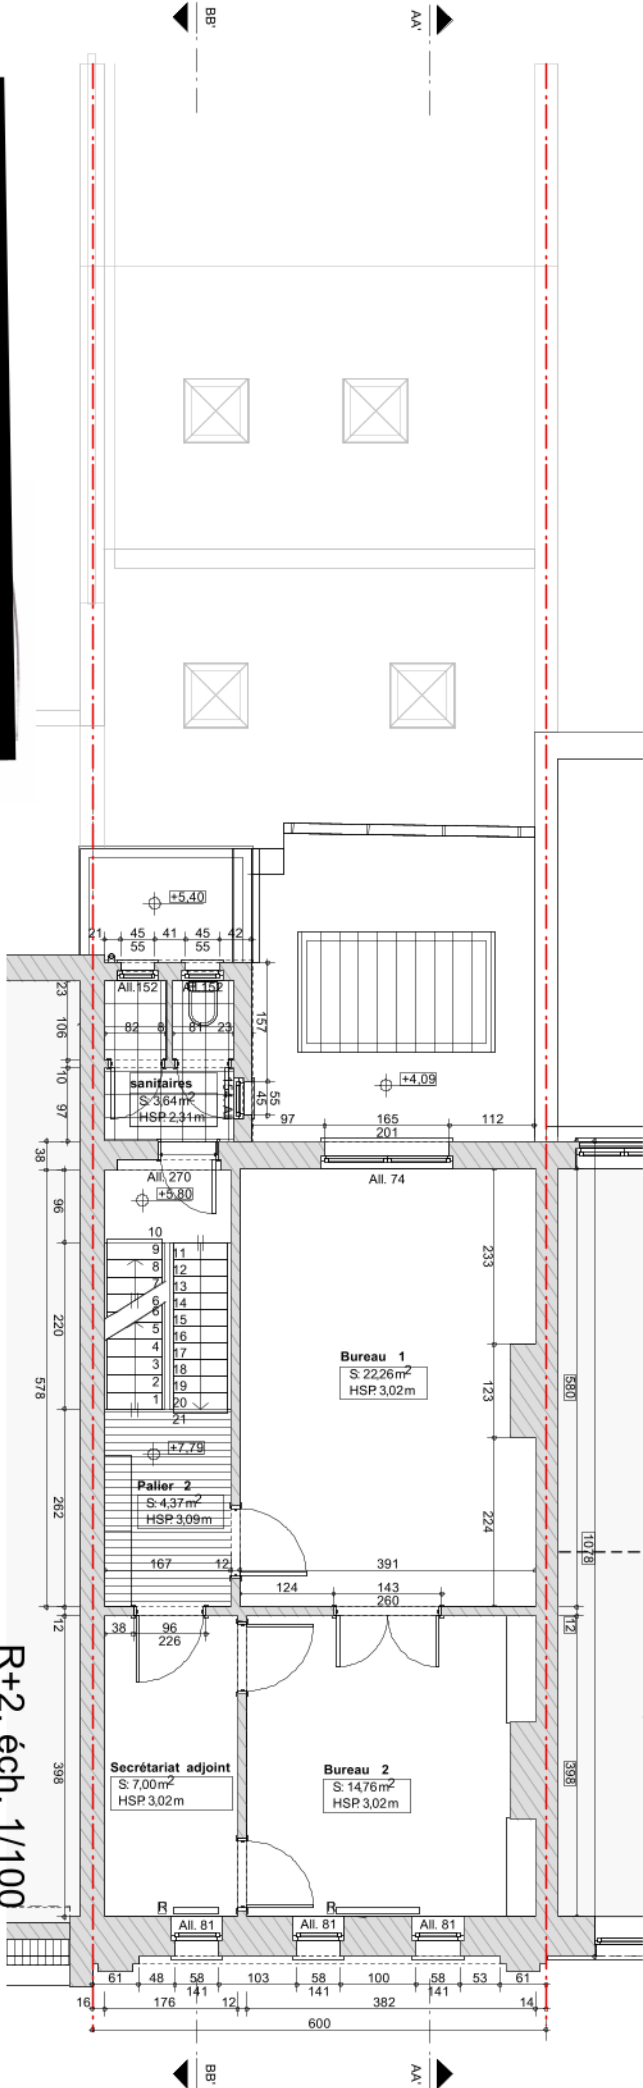 BB' AA'
+5,40
21 45 41 45 42
55 55
All.152 All.152
23 106 10 97
82 8 81 23
157
+4,09
sanitaires
S: 3,64m²
HSP: 2,31m
154 All.
45 55
97 165 112
201
38
All. 270
+5,80
All. 74
96
10
9 11
8 12
7 13
6 14
6 15
5 16
4 17
3 18
2 19
1 20
21
220
578
233
123
580
Bureau 1
S: 22,26m²
HSP: 3,02m
+7,79
Palier 2
S: 4,37m²
HSP: 3,09m
262
224
1078
167 12 391
124 143
260
12 12
38 96
226
R+2, éch. 1/100
398 398
Secrétariat adjoint
S: 7,00m²
HSP: 3,02m
Bureau 2
S: 14,76m²
HSP: 3,02m
R R
All. 81 All. 81 All. 81
61 48 58 103 58 100 58 53 61
141 141 141
16 176 12 382 14
600
BB' AA'